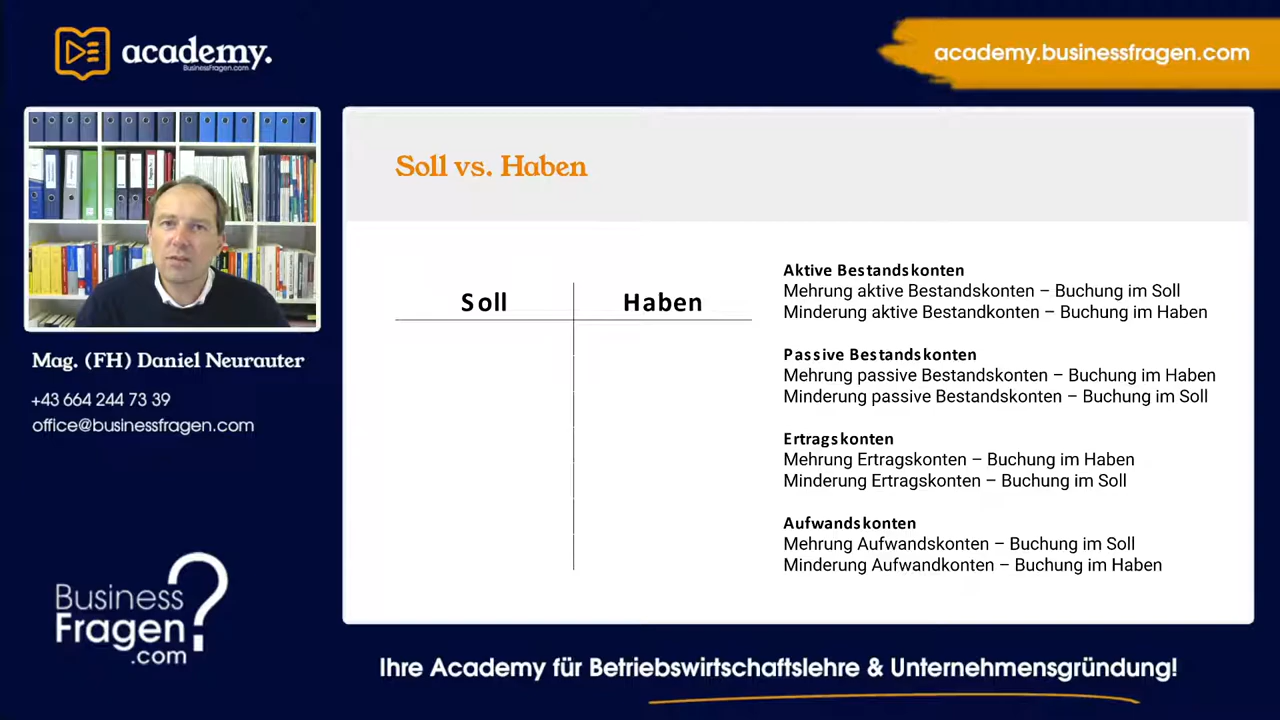 academy.
BusinessFragen.com
academy.businessfragen.com
Mag. (FH) Daniel Neurauter
+43 664 244 73 39
office@businessfragen.com
Business
Fragen?
.com
Soll vs. Haben
Soll
Haben
Aktive Bestandskonten
Mehrung aktive Bestandskonten – Buchung im Soll
Minderung aktive Bestandkonten – Buchung im Haben
Passive Bestandskonten
Mehrung passive Bestandskonten – Buchung im Haben
Minderung passive Bestandskonten – Buchung im Soll
Ertragskonten
Mehrung Ertragskonten – Buchung im Haben
Minderung Ertragskonten – Buchung im Soll
Aufwandskonten
Mehrung Aufwandskonten – Buchung im Soll
Minderung Aufwandkonten – Buchung im Haben
Ihre Academy für Betriebswirtschaftslehre & Unternehmensgründung!